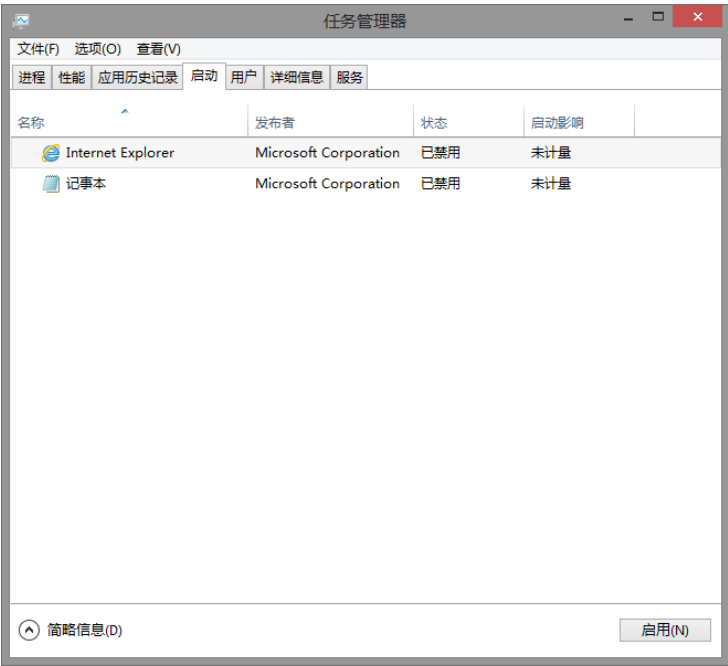 任务管理器
文件(F) 选项(O) 查看(V)
进程 性能 应用历史记录 启动 用户 详细信息 服务
名称 发布者 状态 启动影响
Internet Explorer Microsoft Corporation 已禁用 未计量
记事本 Microsoft Corporation 已禁用 未计量
简略信息(D) 启用(N)